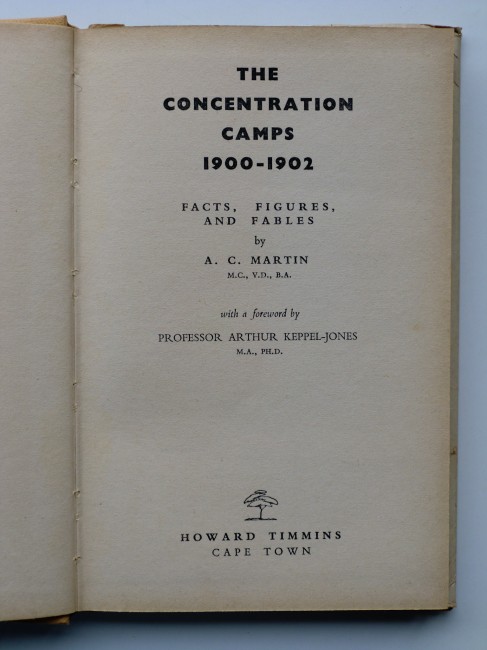 THE
CONCENTRATION
CAMPS
1900-1902
FACTS, FIGURES,
AND FABLES
by
A. C. MARTIN
M.C., V.D., B.A.
with a foreword by
PROFESSOR ARTHUR KEPPEL-JONES
M.A., PH.D.
HOWARD TIMMINS
CAPE TOWN